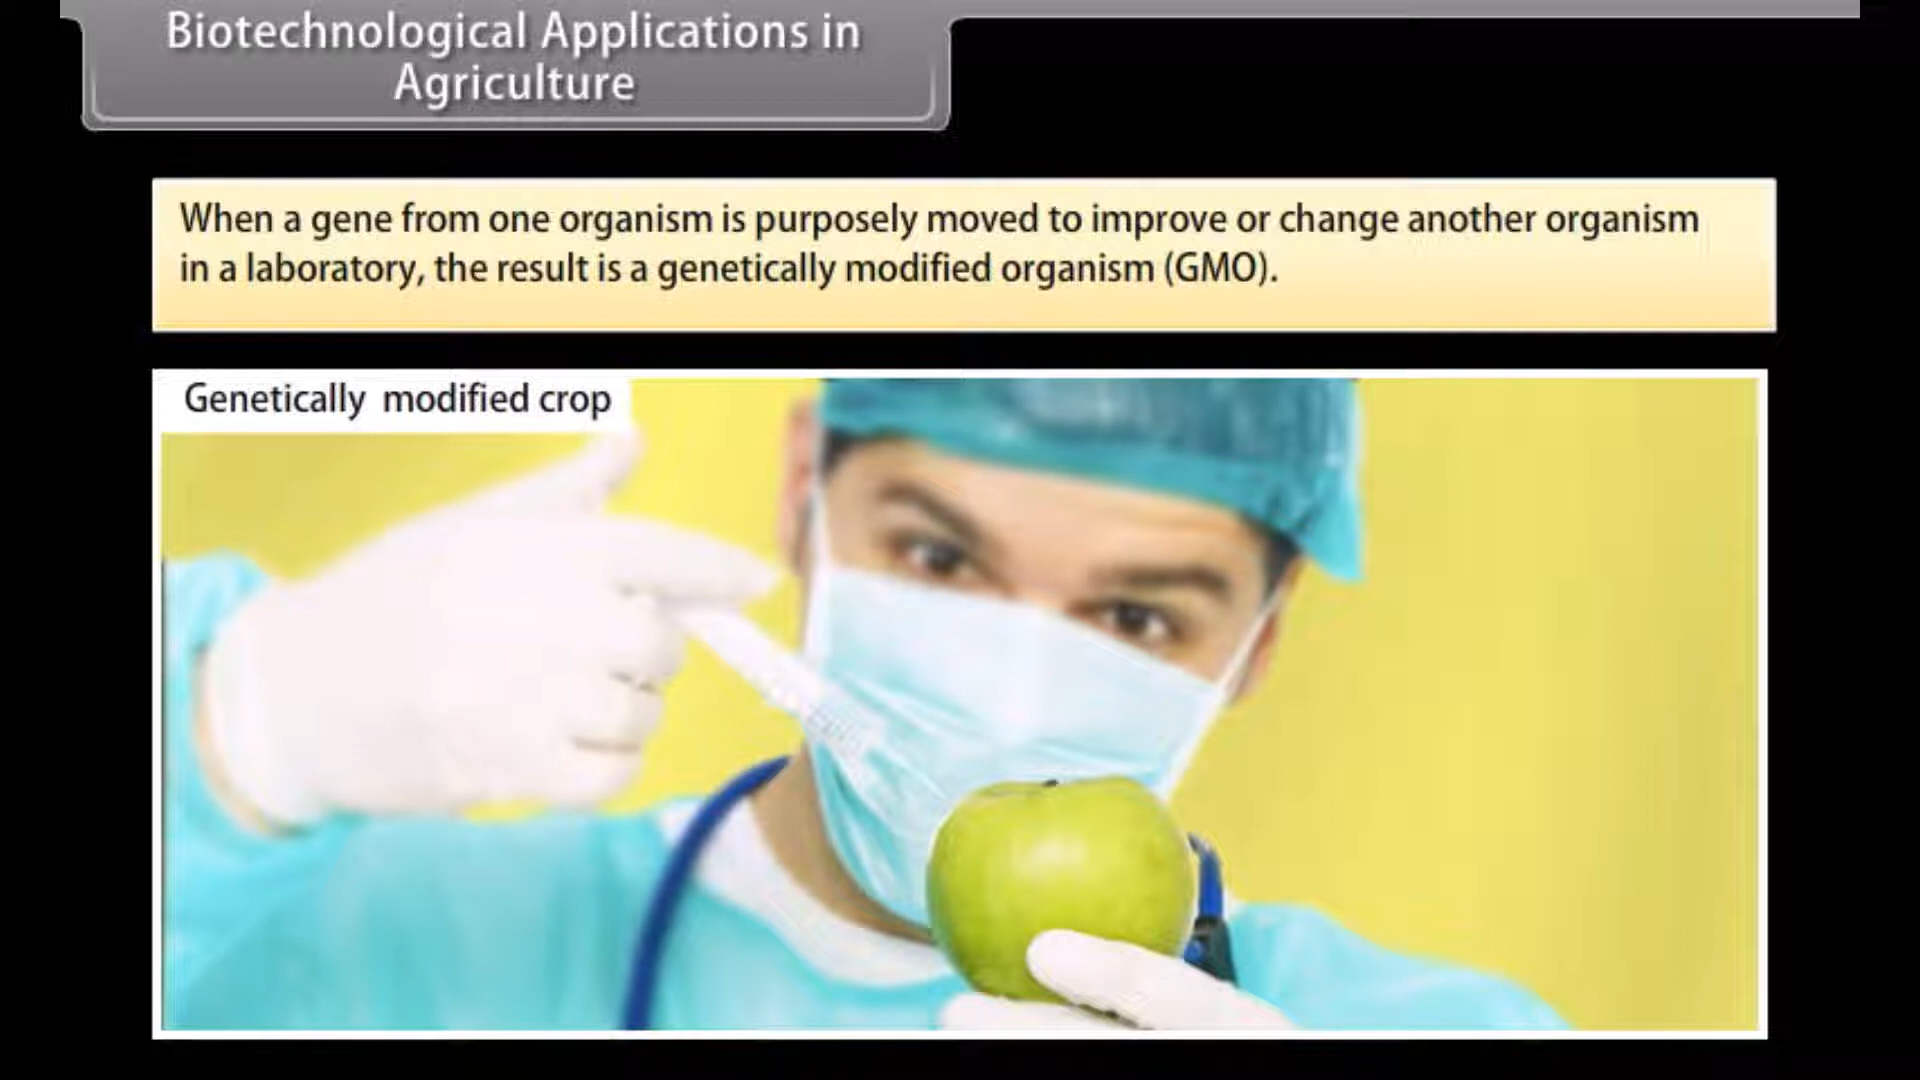 Biotechnological Applications in
Agriculture
When a gene from one organism is purposely moved to improve or change another organism
in a laboratory, the result is a genetically modified organism (GMO).
Genetically modified crop